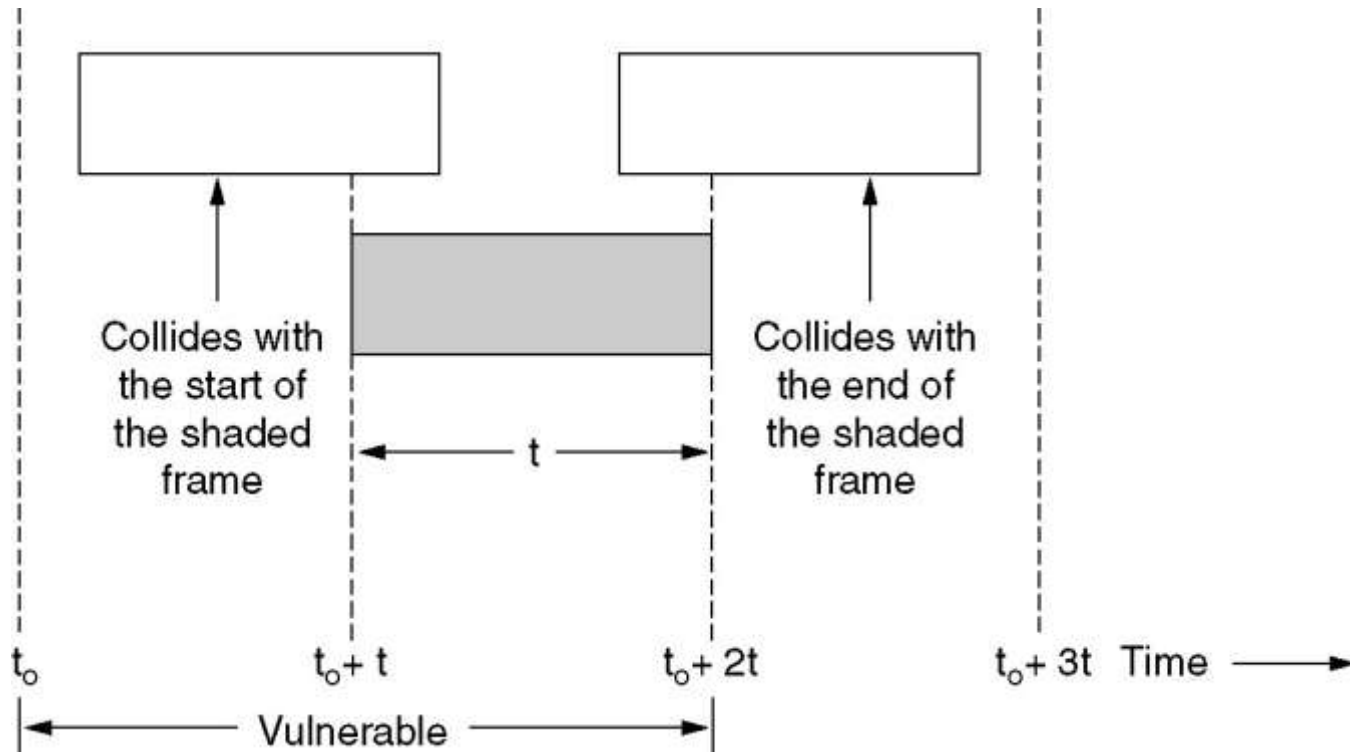 Collides with
the start of
the shaded
frame
Collides with
the end of
the shaded
frame
t
to
to+ t
to+ 2t
to+ 3t Time
Vulnerable